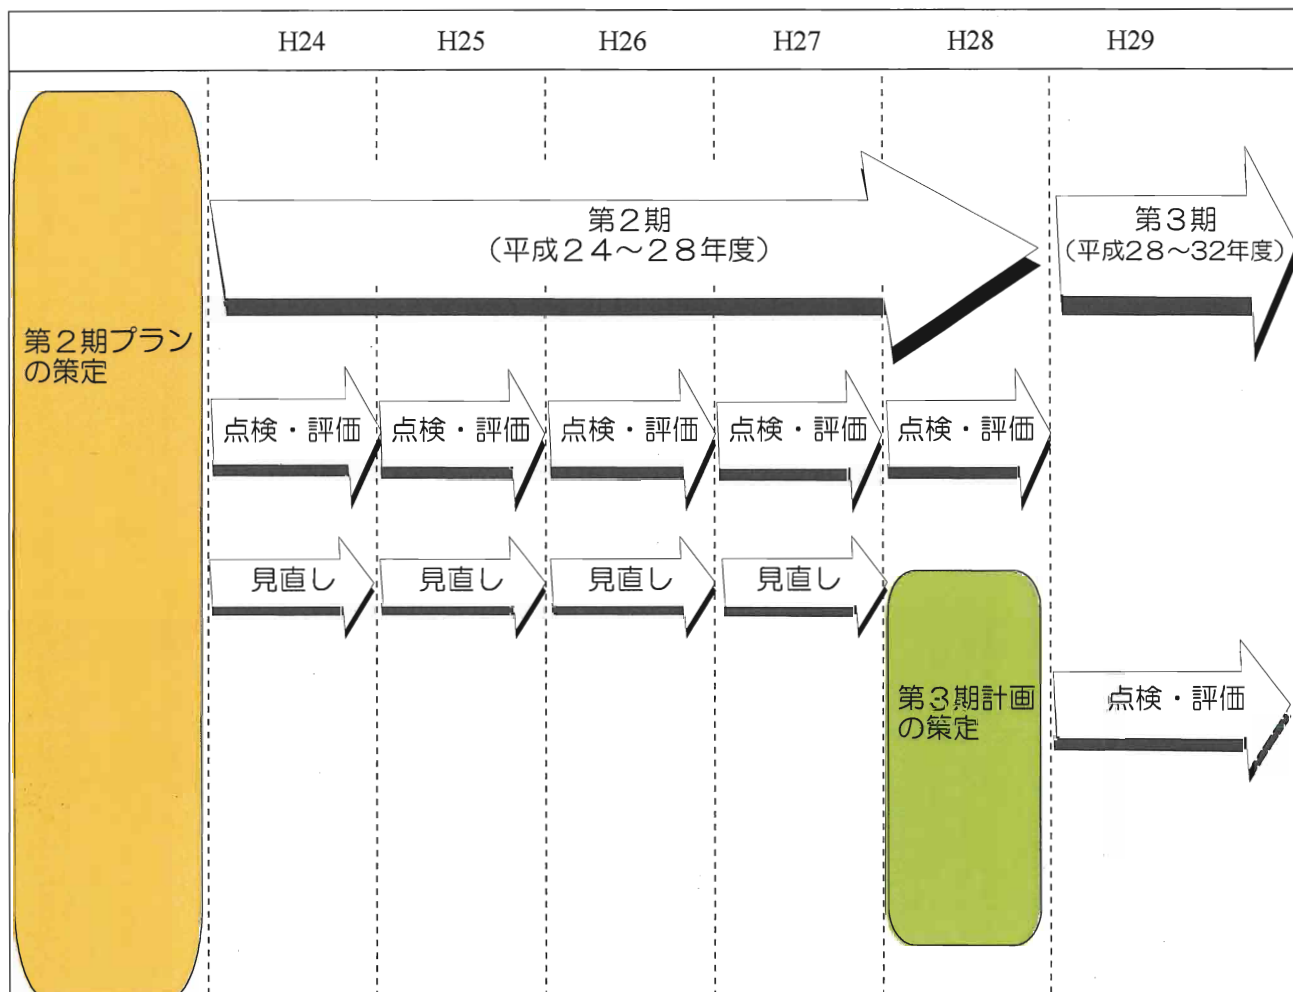 H24 H25 H26 H27 H28 H29
第2期
（平成24～28年度）
第3期
（平成28～32年度）
第2期プラン
の策定
点検・評価 点検・評価 点検・評価 点検・評価 点検・評価
見直し 見直し 見直し 見直し
第3期計画
の策定
点検・評価